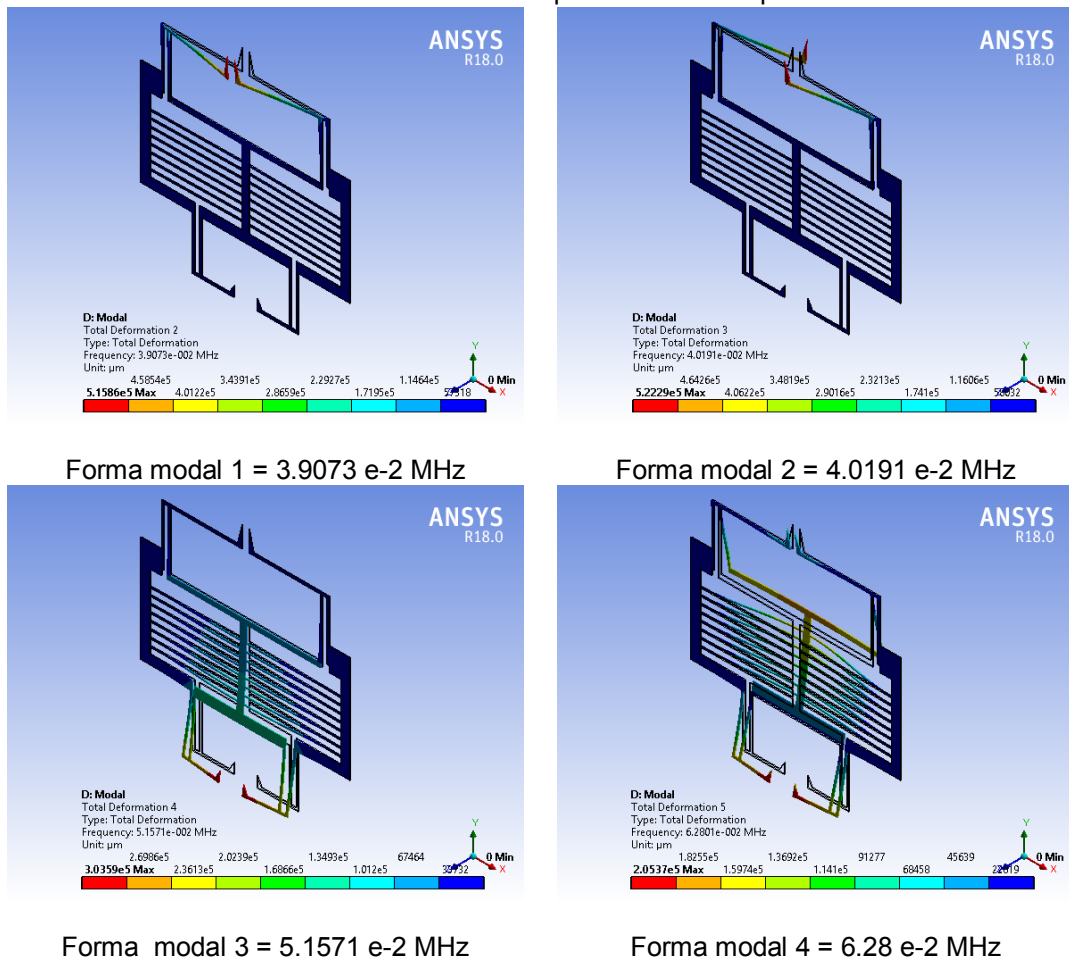 ANSYS
R18.0
D: Modal
Total Deformation 2
Type: Total Deformation
Frequency: 3.9073e-002 MHz
Unit: µm
4.5854e5 3.4391e5 2.2927e5 1.1464e5 0 Min
5.1586e5 Max 4.0122e5 2.8659e5 1.7195e5 57318
Y
X
ANSYS
R18.0
D: Modal
Total Deformation 3
Type: Total Deformation
Frequency: 4.0191e-002 MHz
Unit: µm
4.6426e5 3.4819e5 2.3213e5 1.1606e5 0 Min
5.2229e5 Max 4.0622e5 2.9016e5 1.741e5
Y
X
Forma modal 1 = 3.9073 e-2 MHz
Forma modal 2 = 4.0191 e-2 MHz
ANSYS
R18.0
D: Modal
Total Deformation 4
Type: Total Deformation
Frequency: 5.1571e-002 MHz
Unit: µm
2.6986e5 2.0239e5 1.3493e5 67464 0 Min
3.0359e5 Max 2.3613e5 1.6866e5 1.012e5
Y
X
ANSYS
R18.0
D: Modal
Total Deformation 5
Type: Total Deformation
Frequency: 6.2801e-002 MHz
Unit: µm
1.8255e5 1.3692e5 91277 45639 0 Min
2.0537e5 Max 1.5974e5 1.141e5 68458
Y
X
Forma modal 3 = 5.1571 e-2 MHz
Forma modal 4 = 6.28 e-2 MHz